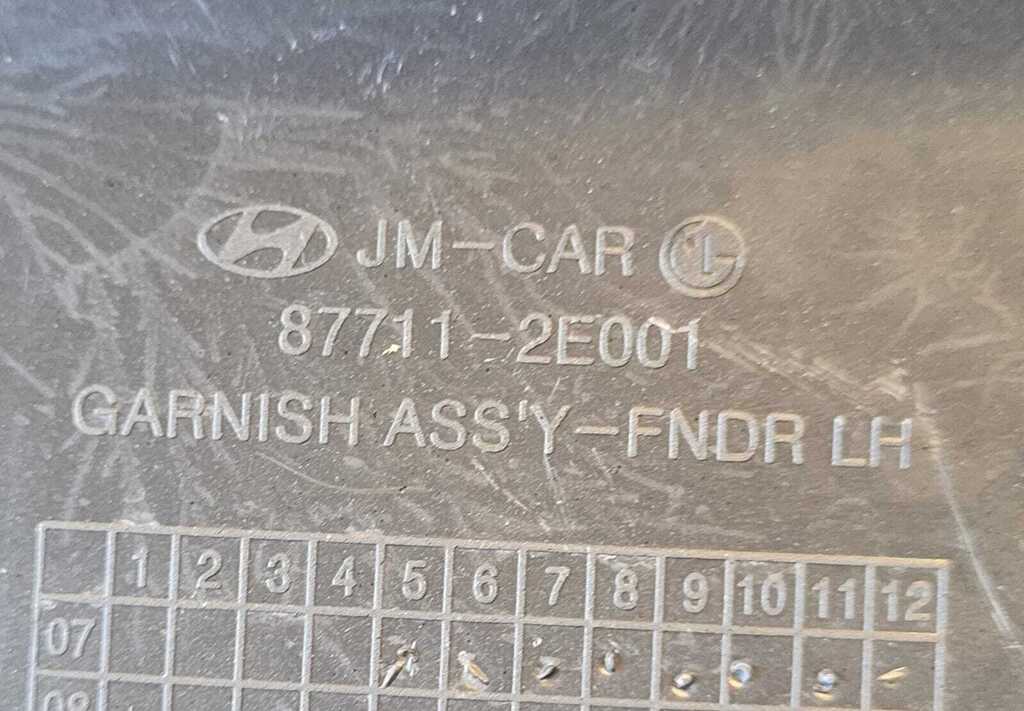 JM-CAR
87711-2E001
GARNISH ASS'Y-FNDR LH
1 2 3 4 5 6 7 8 9 10 11 12
07
08